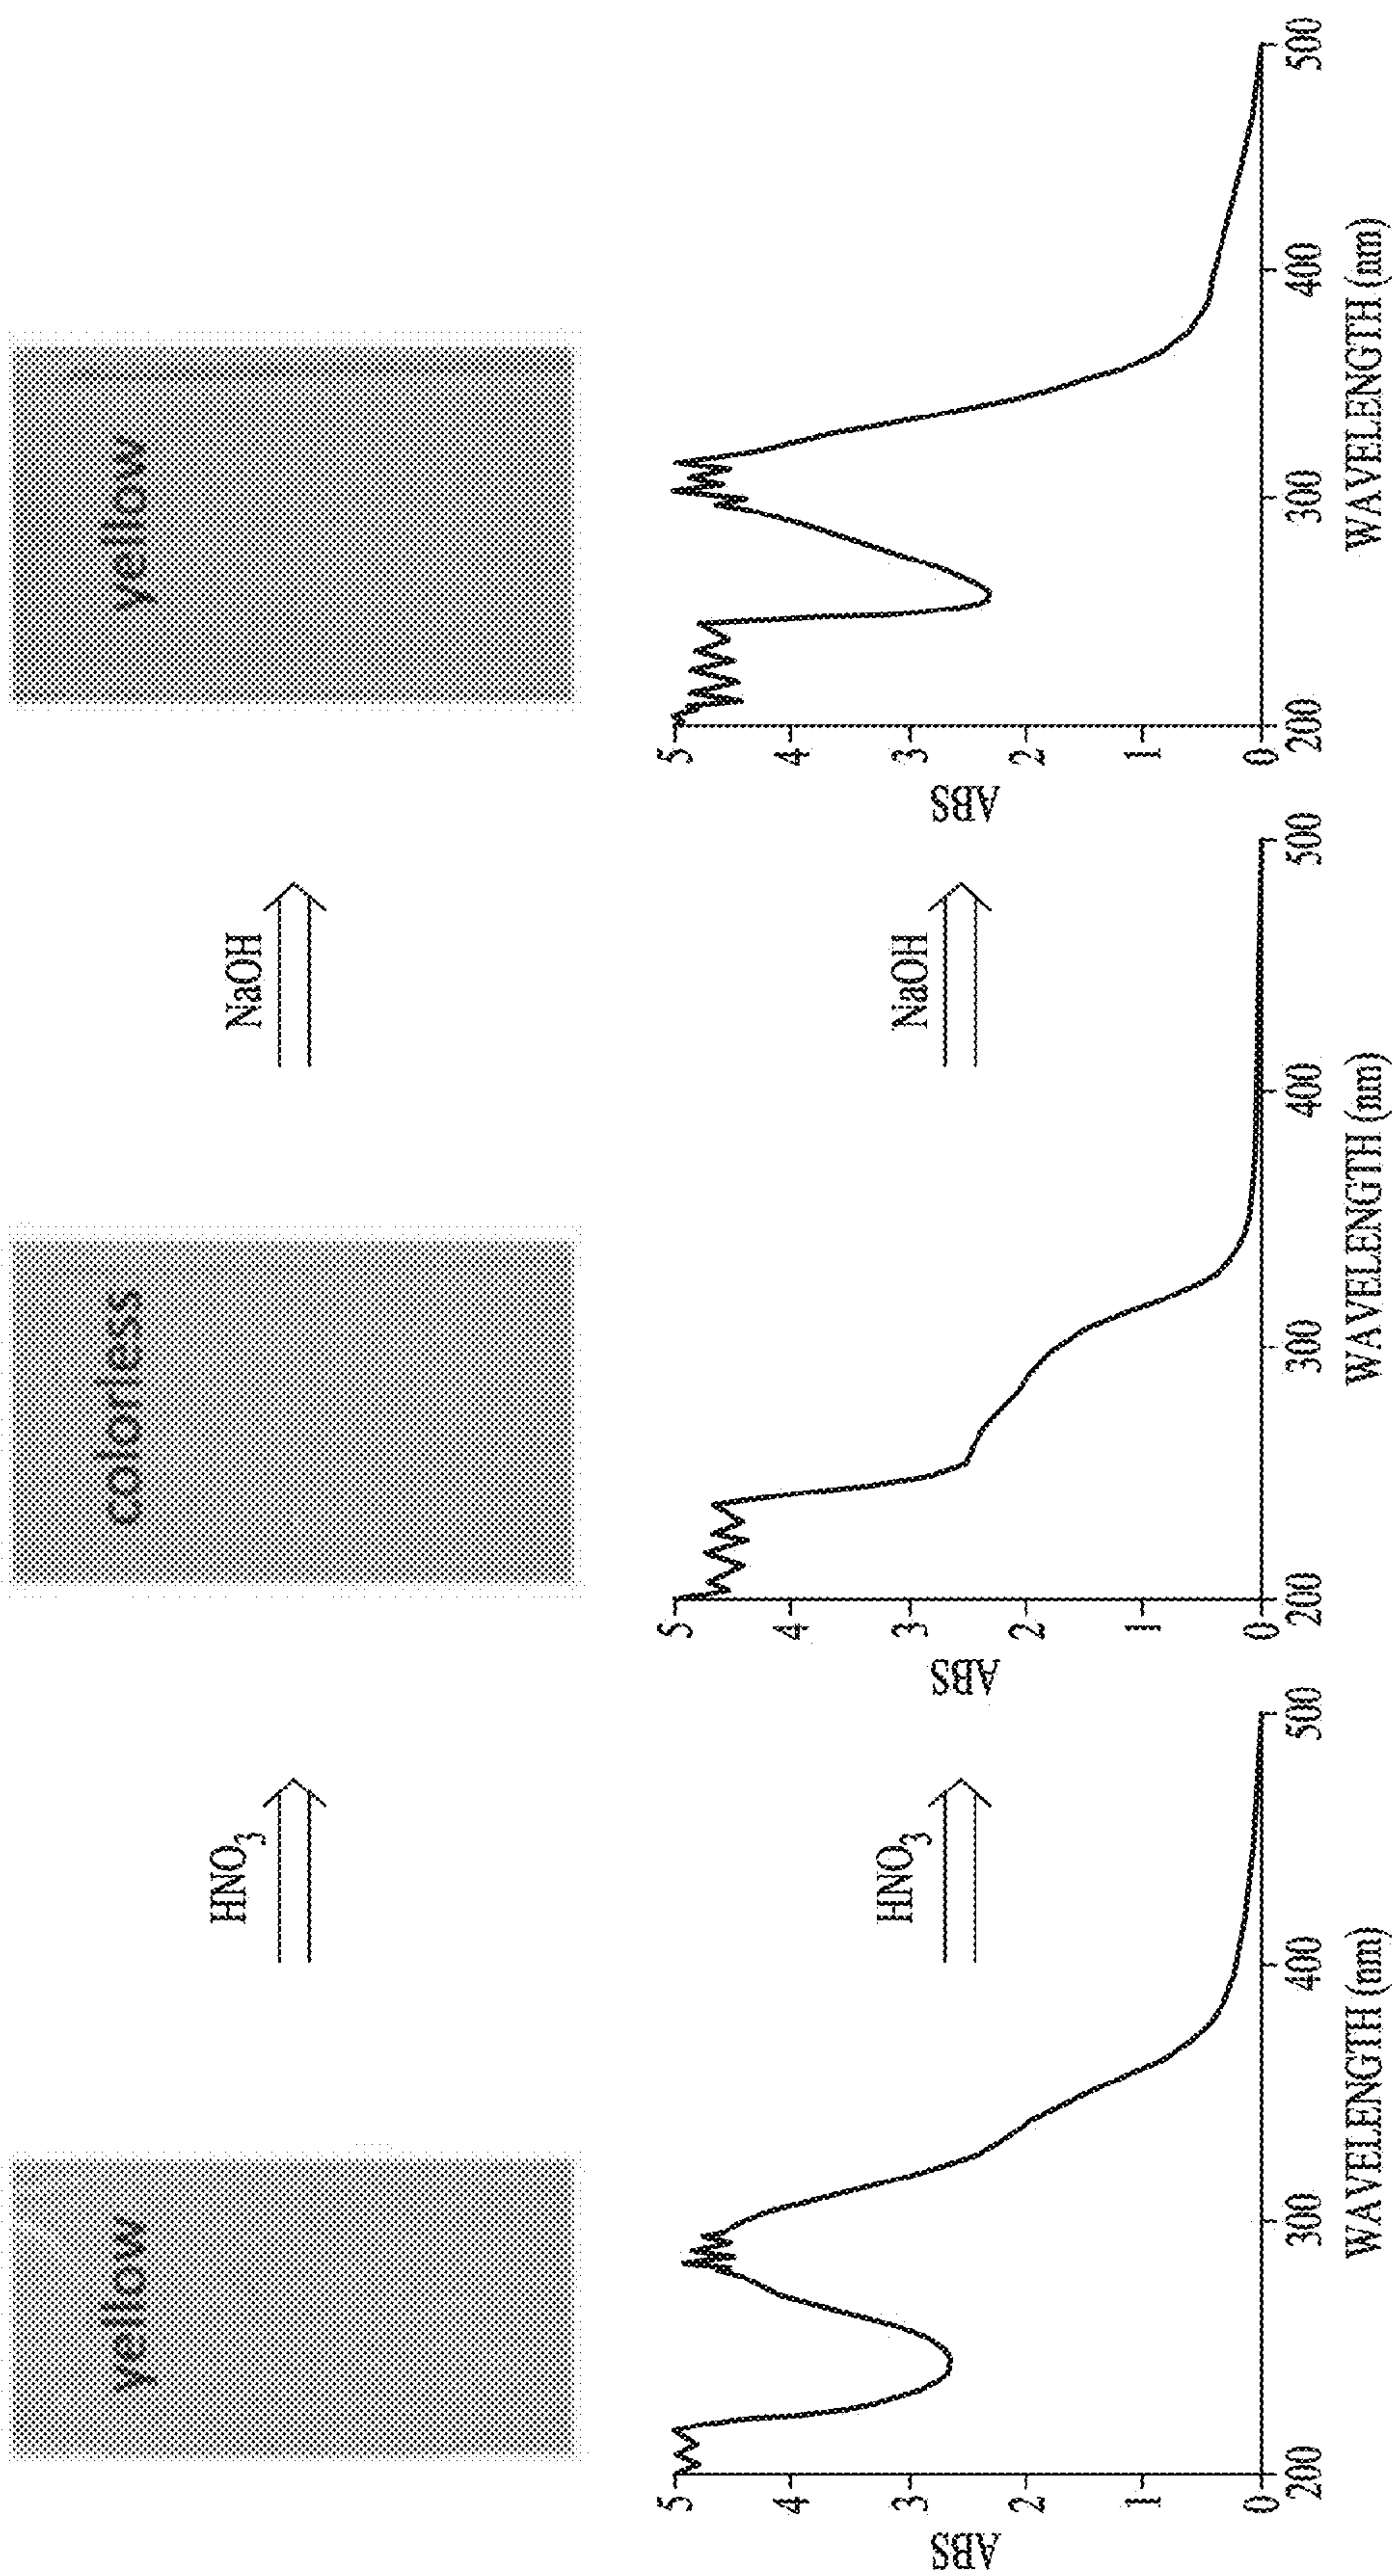 yellow
HNO3
colorless
NaOH
yellow
ABS
5
4
3
2
1
0
200
300
400
500
WAVELENGTH (nm)
HNO3
ABS
5
4
3
2
1
0
200
300
400
500
WAVELENGTH (nm)
NaOH
ABS
5
4
3
2
1
0
200
300
400
500
WAVELENGTH (nm)